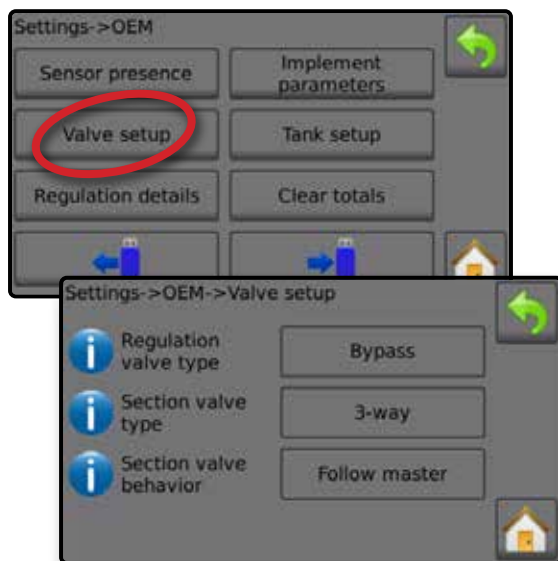 Settings->OEM
Sensor presence
Implement
parameters
Valve setup
Tank setup
Regulation details
Clear totals
Settings->OEM->Valve setup
Regulation
valve type
Bypass
Section valve
type
3-way
Section valve
behavior
Follow master